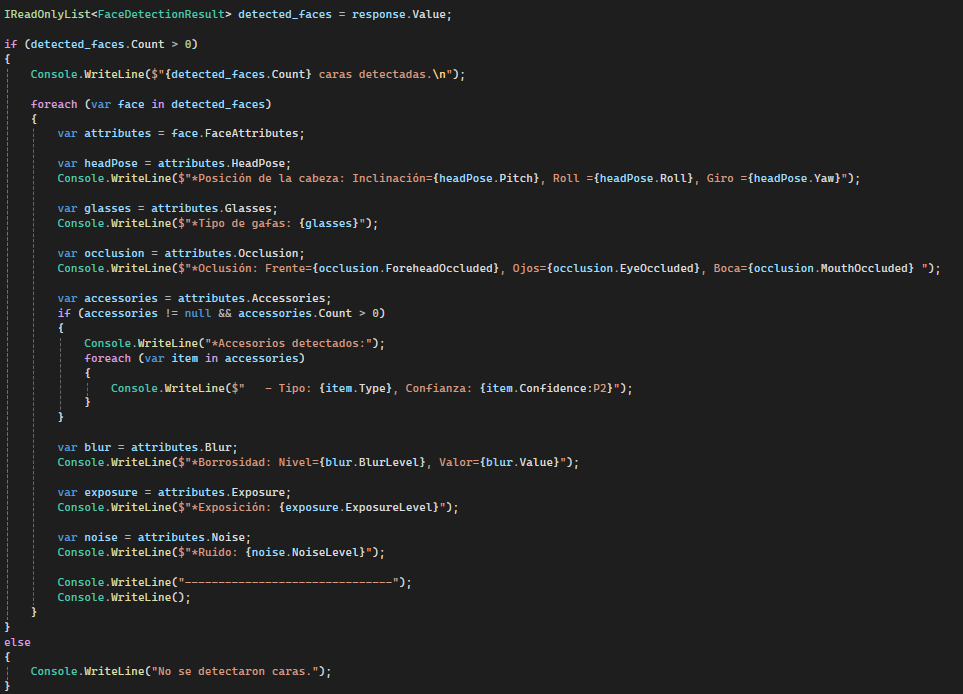 IReadOnlyList<FaceDetectionResult> detected_faces = response.Value;

if (detected_faces.Count > 0)
{
    Console.WriteLine($"{detected_faces.Count} caras detectadas.\n");

    foreach (var face in detected_faces)
    {
        var attributes = face.FaceAttributes;

        var headPose = attributes.HeadPose;
        Console.WriteLine($"*Posición de la cabeza: Inclinación={headPose.Pitch}, Roll ={headPose.Roll}, Giro ={headPose.Yaw}");

        var glasses = attributes.Glasses;
        Console.WriteLine($"*Tipo de gafas: {glasses}");

        var occlusion = attributes.Occlusion;
        Console.WriteLine($"*Oclusión: Frente={occlusion.ForeheadOccluded}, Ojos={occlusion.EyeOccluded}, Boca={occlusion.MouthOccluded} ");

        var accessories = attributes.Accessories;
        if (accessories != null && accessories.Count > 0)
        {
            Console.WriteLine("*Accesorios detectados:");
            foreach (var item in accessories)
            {
                Console.WriteLine($"   - Tipo: {item.Type}, Confianza: {item.Confidence:P2}");
            }
        }

        var blur = attributes.Blur;
        Console.WriteLine($"*Borrosidad: Nivel={blur.BlurLevel}, Valor={blur.Value}");

        var exposure = attributes.Exposure;
        Console.WriteLine($"*Exposición: {exposure.ExposureLevel}");

        var noise = attributes.Noise;
        Console.WriteLine($"*Ruido: {noise.NoiseLevel}");

        Console.WriteLine("-------------------------------");
        Console.WriteLine();
    }
}
else
{
    Console.WriteLine("No se detectaron caras.");
}